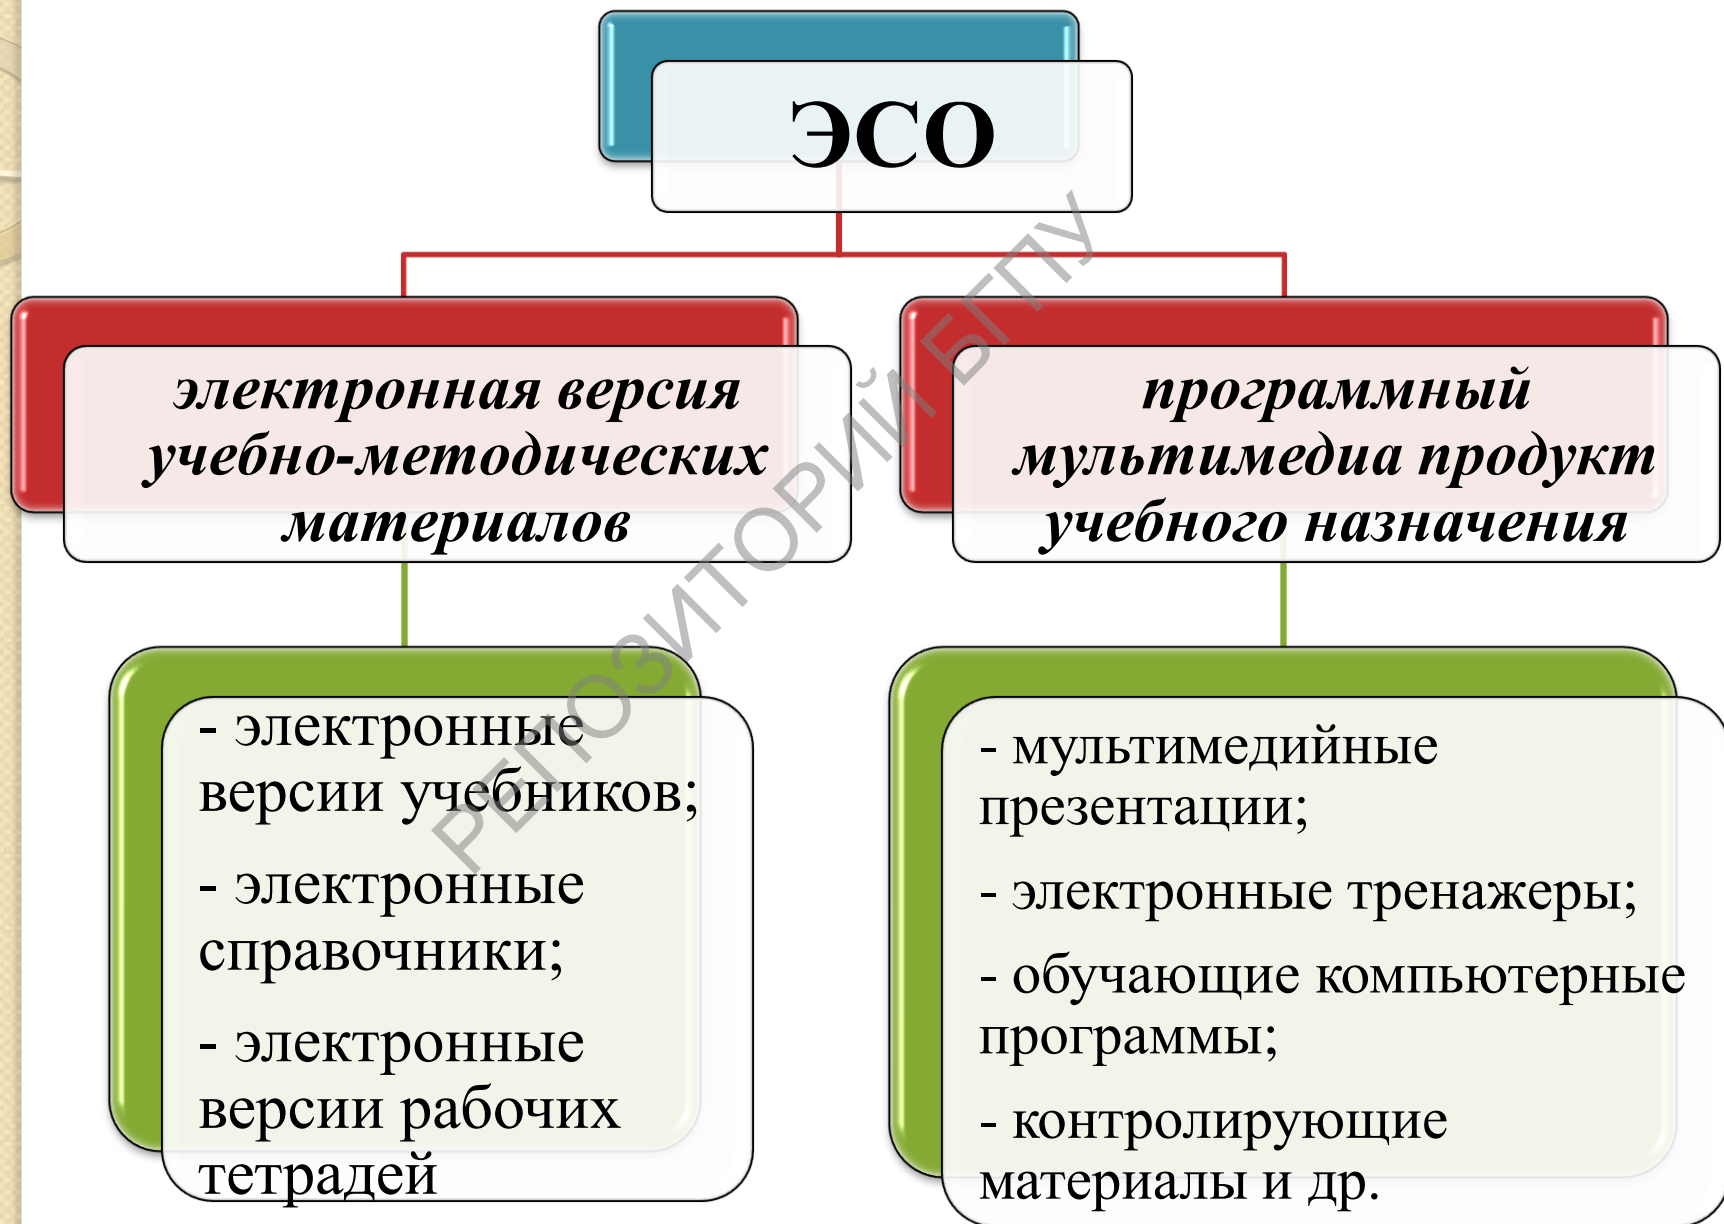 ЭСО
электронная версия
учебно-методических
материалов
программный
мультимедиа продукт
учебного назначения
- электронные
версии учебников;
- электронные
справочники;
- электронные
версии рабочих
тетрадей
- мультимедийные
презентации;
- электронные тренажеры;
- обучающие компьютерные
программы;
- контролирующие
материалы и др.
РЕПОЗИТОРИЙ БГПУ